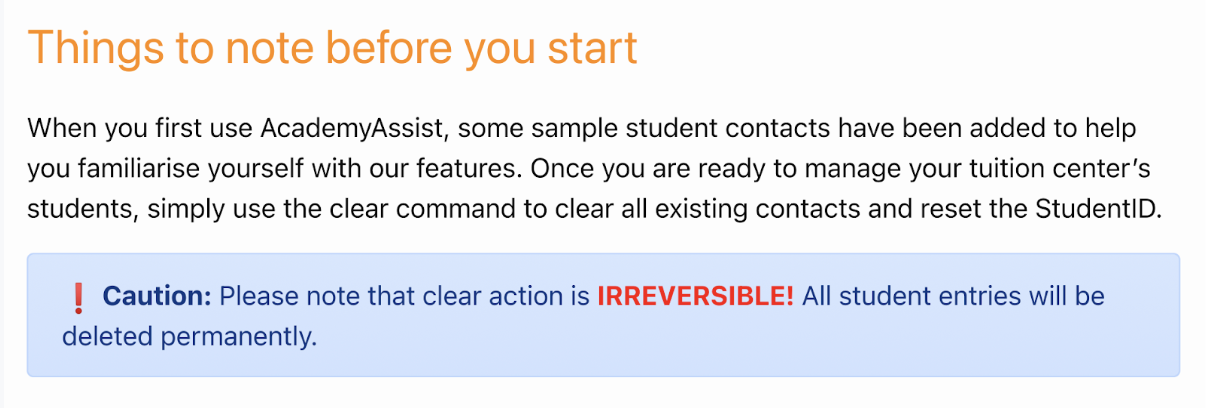 Things to note before you start
When you first use AcademyAssist, some sample student contacts have been added to help
you familiarise yourself with our features. Once you are ready to manage your tuition center’s
students, simply use the clear command to clear all existing contacts and reset the StudentID.
❗ Caution: Please note that clear action is IRREVERSIBLE! All student entries will be
deleted permanently.